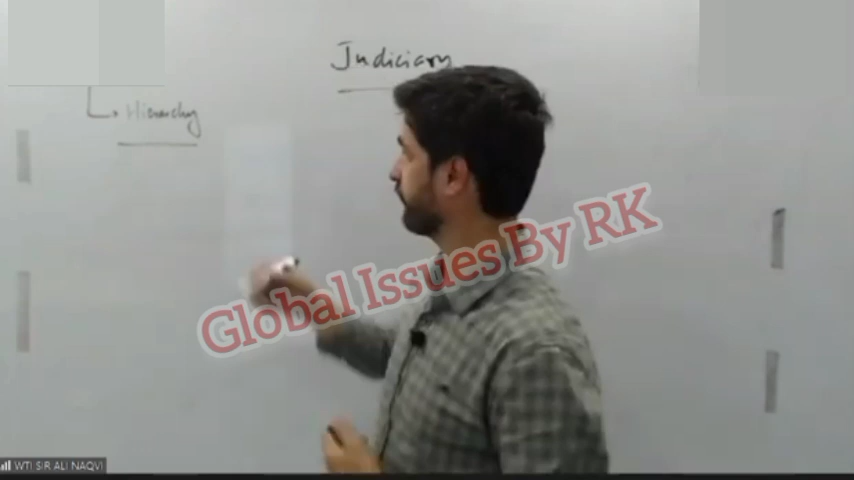 Judiciary
Hierarchy
Global Issues By RK
WTI SIR ALI NAQVI